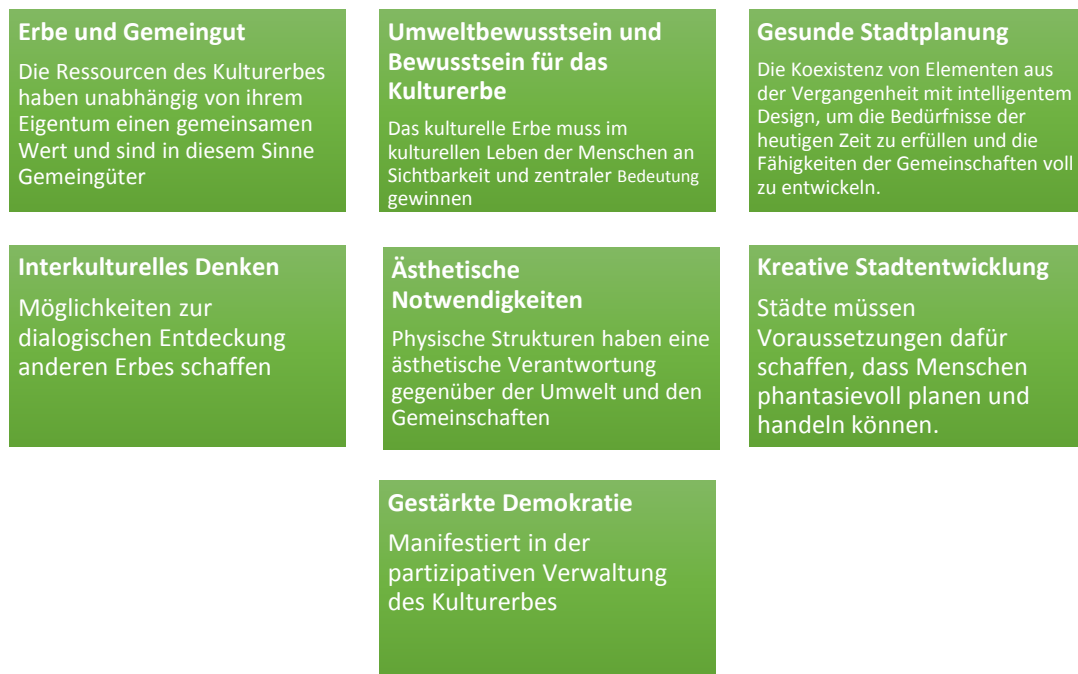 Erbe und Gemeingut
Die Ressourcen des Kulturerbes
haben unabhängig von ihrem
Eigentum einen gemeinsamen
Wert und sind in diesem Sinne
Gemeingüter
Umweltbewusstsein und
Bewusstsein für das
Kulturerbe
Das kulturelle Erbe muss im
kulturellen Leben der Menschen an
Sichtbarkeit und zentraler Bedeutung
gewinnen
Gesunde Stadtplanung
Die Koexistenz von Elementen aus
der Vergangenheit mit intelligentem
Design, um die Bedürfnisse der
heutigen Zeit zu erfüllen und die
Fähigkeiten der Gemeinschaften voll
zu entwickeln.
Interkulturelles Denken
Möglichkeiten zur
dialogischen Entdeckung
anderen Erbes schaffen
Ästhetische
Notwendigkeiten
Physische Strukturen haben eine
ästhetische Verantwortung
gegenüber der Umwelt und den
Gemeinschaften
Kreative Stadtentwicklung
Städte müssen
Voraussetzungen dafür
schaffen, dass Menschen
phantasievoll planen und
handeln können.
Gestärkte Demokratie
Manifestiert in der
partizipativen Verwaltung
des Kulturerbes